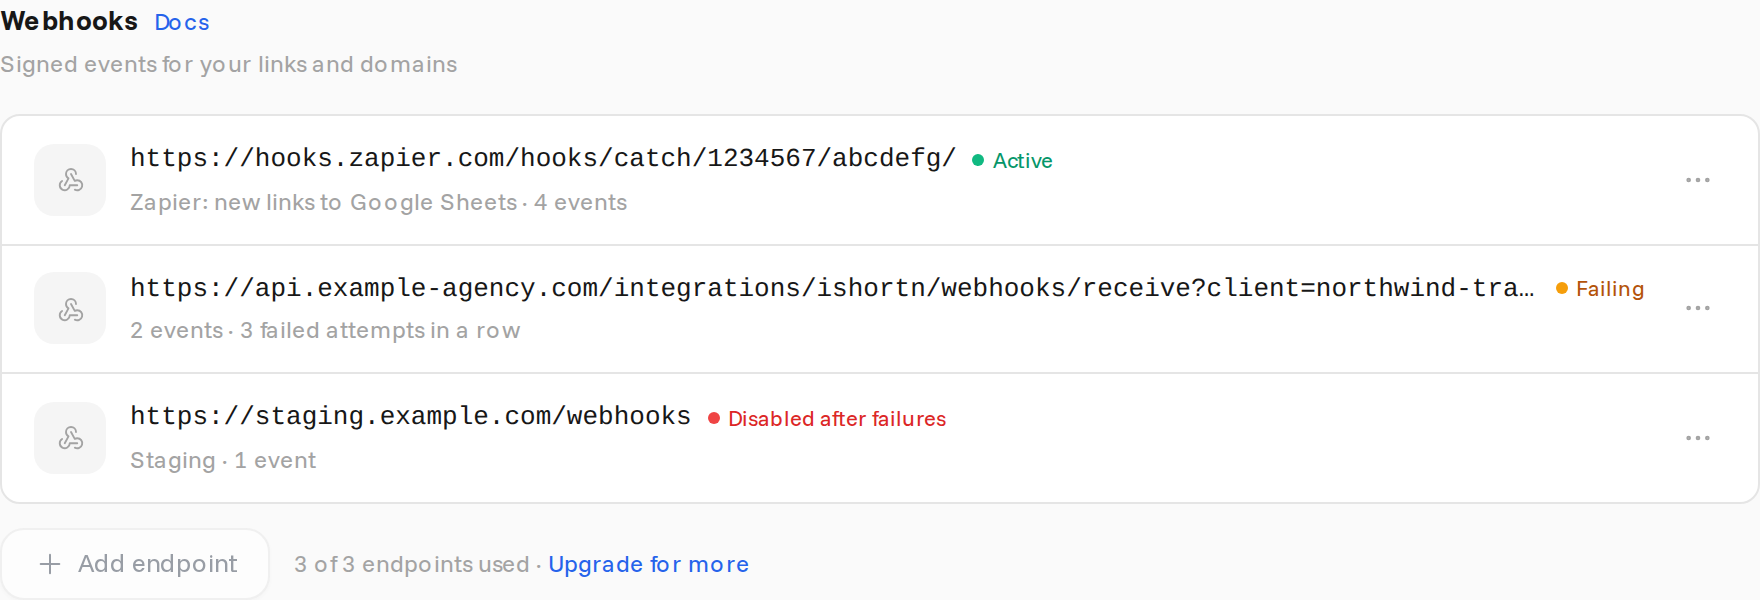 Webhooks Docs
Signed events for your links and domains
https://hooks.zapier.com/hooks/catch/1234567/abcdefg/ Active
Zapier: new links to Google Sheets · 4 events
https://api.example-agency.com/integrations/ishortn/webhooks/receive?client=northwind-tra… Failing
2 events · 3 failed attempts in a row
https://staging.example.com/webhooks Disabled after failures
Staging · 1 event
Add endpoint 3 of 3 endpoints used · Upgrade for more